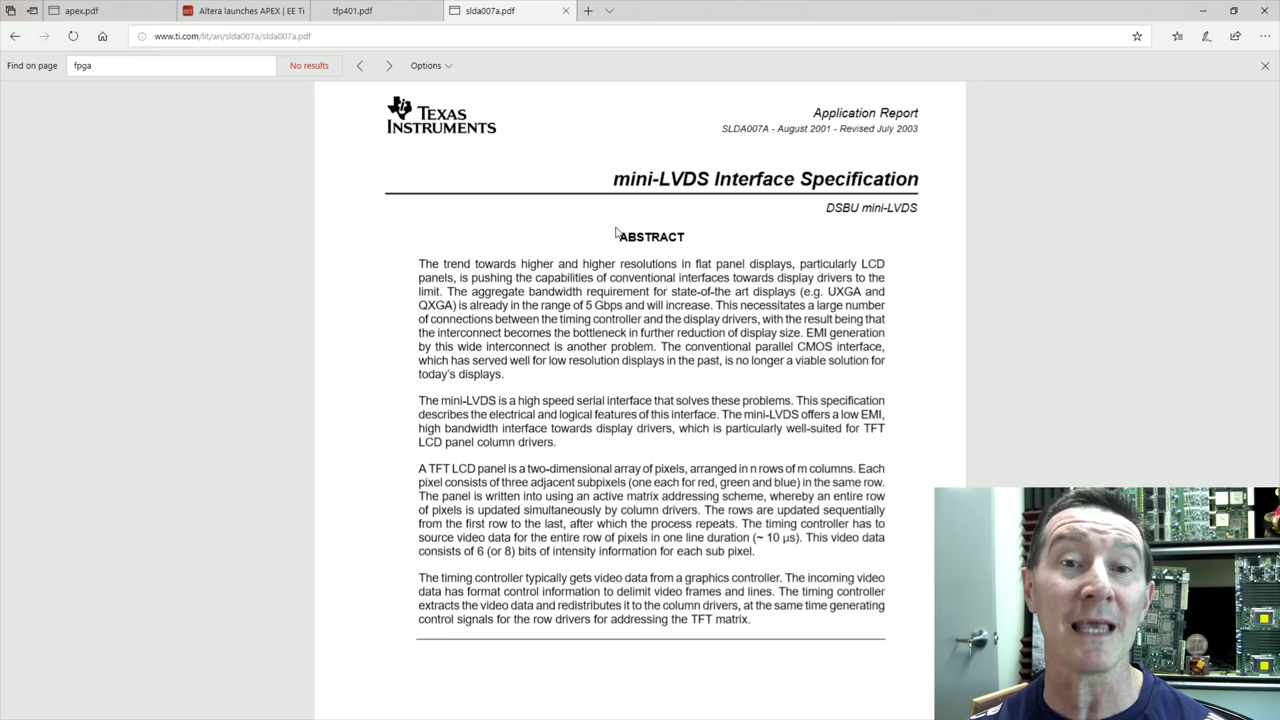 apex.pdf
Altera launches APEX | EE Ti
tfp401.pdf
slda007a.pdf
www.ti.com/lit/an/slda007a/slda007a.pdf
Find on page
fpga
No results
Options
TEXAS
INSTRUMENTS
Application Report
SLDA007A - August 2001 - Revised July 2003
mini-LVDS Interface Specification
DSBU mini-LVDS
ABSTRACT
The trend towards higher and higher resolutions in flat panel displays, particularly LCD
panels, is pushing the capabilities of conventional interfaces towards display drivers to the
limit. The aggregate bandwidth requirement for state-of-the art displays (e.g. UXGA and
QXGA) is already in the range of 5 Gbps and will increase. This necessitates a large number
of connections between the timing controller and the display drivers, with the result being that
the interconnect becomes the bottleneck in further reduction of display size. EMI generation
by this wide interconnect is another problem. The conventional parallel CMOS interface,
which has served well for low resolution displays in the past, is no longer a viable solution for
today's displays.
The mini-LVDS is a high speed serial interface that solves these problems. This specification
describes the electrical and logical features of this interface. The mini-LVDS offers a low EMI,
high bandwidth interface towards display drivers, which is particularly well-suited for TFT
LCD panel column drivers.
A TFT LCD panel is a two-dimensional array of pixels, arranged in n rows of m columns. Each
pixel consists of three adjacent subpixels (one each for red, green and blue) in the same row.
The panel is written into using an active matrix addressing scheme, whereby an entire row
of pixels is updated simultaneously by column drivers. The rows are updated sequentially
from the first row to the last, after which the process repeats. The timing controller has to
source video data for the entire row of pixels in one line duration (~ 10 µs). This video data
consists of 6 (or 8) bits of intensity information for each sub pixel.
The timing controller typically gets video data from a graphics controller. The incoming video
data has format control information to delimit video frames and lines. The timing controller
extracts the video data and redistributes it to the column drivers, at the same time generating
control signals for the row drivers for addressing the TFT matrix.